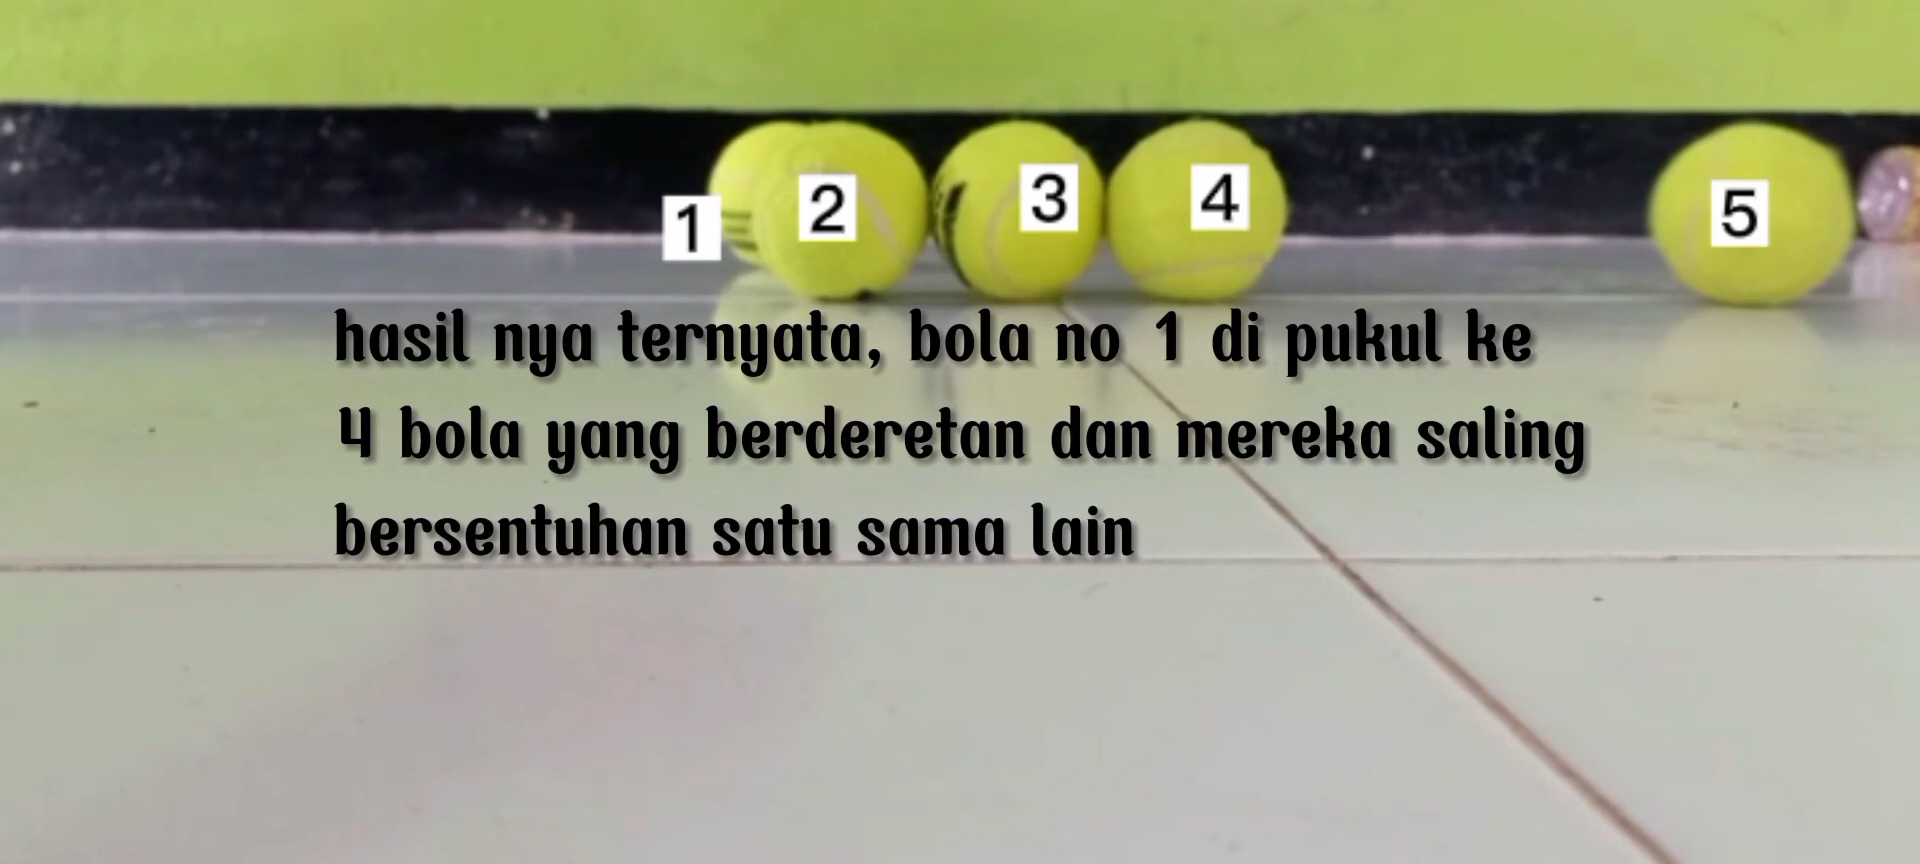 1 2 3 4 5
hasil nya ternyata, bola no 1 di pukul ke
4 bola yang berderetan dan mereka saling
bersentuhan satu sama lain